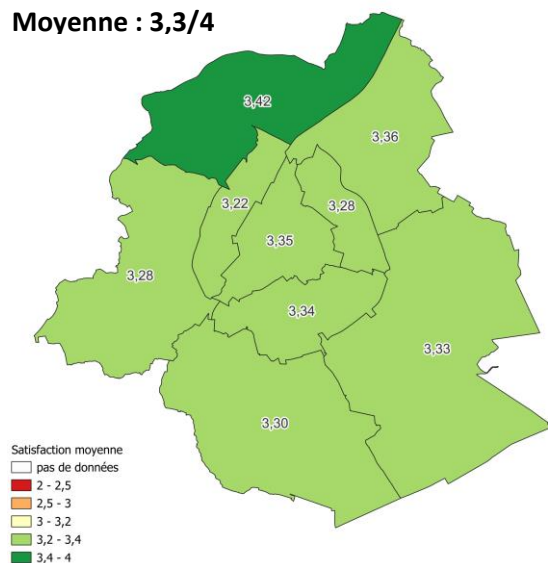 Moyenne : 3,3/4
3,42
3,36
3,22
3,28
3,35
3,28
3,34
3,33
3,30
Satisfaction moyenne
pas de données
2 - 2,5
2,5 - 3
3 - 3,2
3,2 - 3,4
3,4 - 4